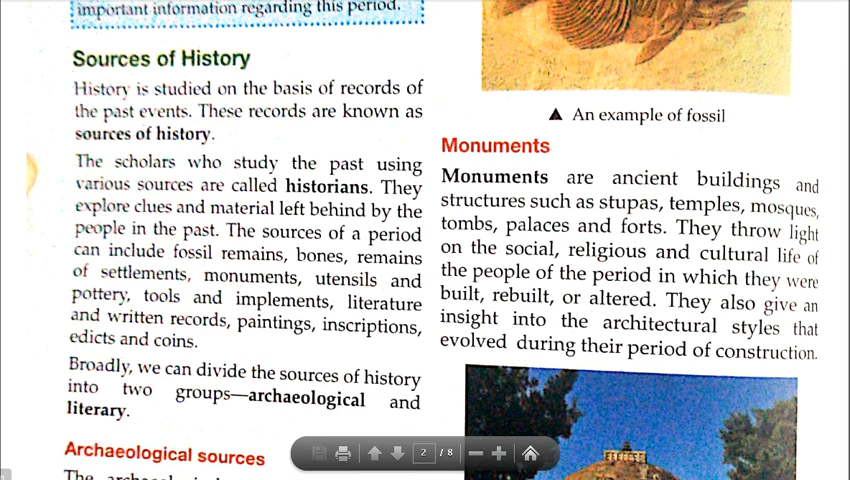 important information regarding this period.
Sources of History
History is studied on the basis of records of
the past events. These records are known as
sources of history.
The scholars who study the past using
various sources are called historians. They
explore clues and material left behind by the
people in the past. The sources of a period
can include fossil remains, bones, remains
of settlements, monuments, utensils and
pottery, tools and implements, literature
and written records, paintings, inscriptions,
edicts and coins.
Broadly, we can divide the sources of history
into two groups—archaeological and
literary.
Archaeological sources
The
▲ An example of fossil
Monuments
Monuments are ancient buildings and
structures such as stupas, temples, mosques,
tombs, palaces and forts. They throw light
on the social, religious and cultural life of
the people of the period in which they were
built, rebuilt, or altered. They also give an
insight into the architectural styles that
evolved during their period of construction.
2 / 8